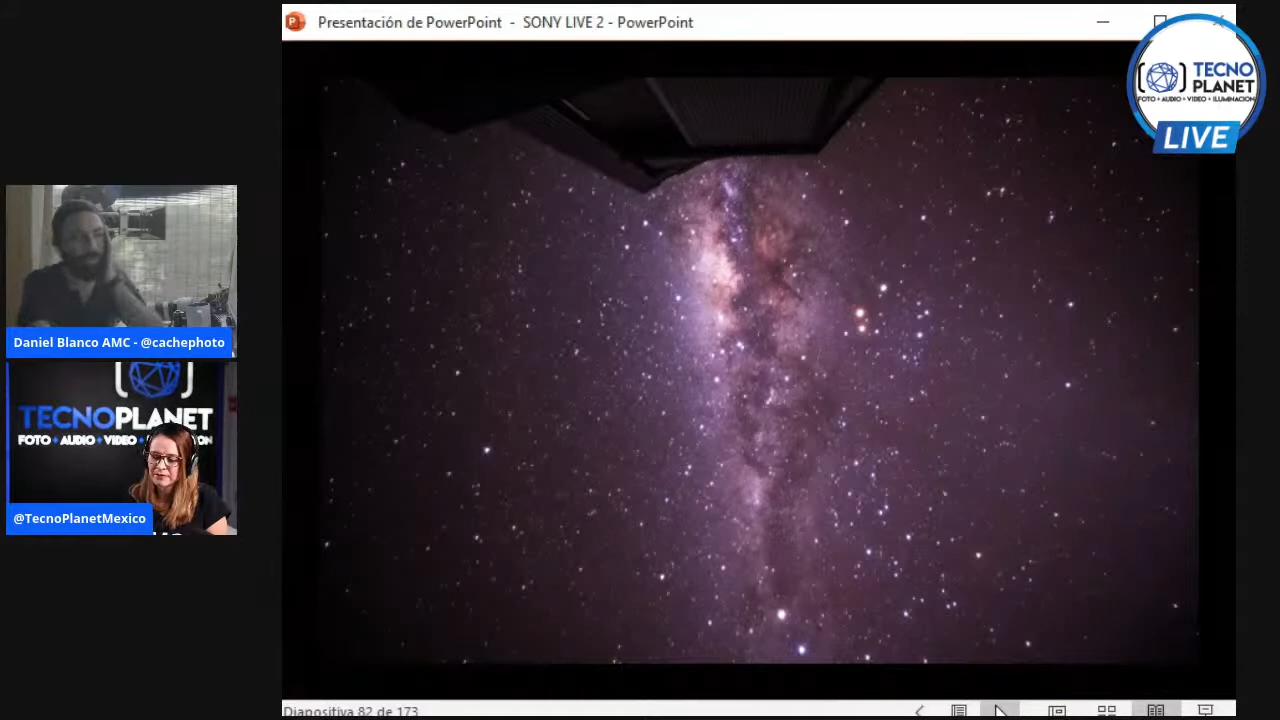 Presentación de PowerPoint - SONY LIVE 2 - PowerPoint
TECNO
PLANET
FOTO + AUDIO + VIDEO + ILUMINACION
LIVE
Daniel Blanco AMC - @cachephoto
TECNOPLANET
FOTO + AUDIO + VIDEO +
@TecnoPlanetMexico
Diapositiva 82 de 173